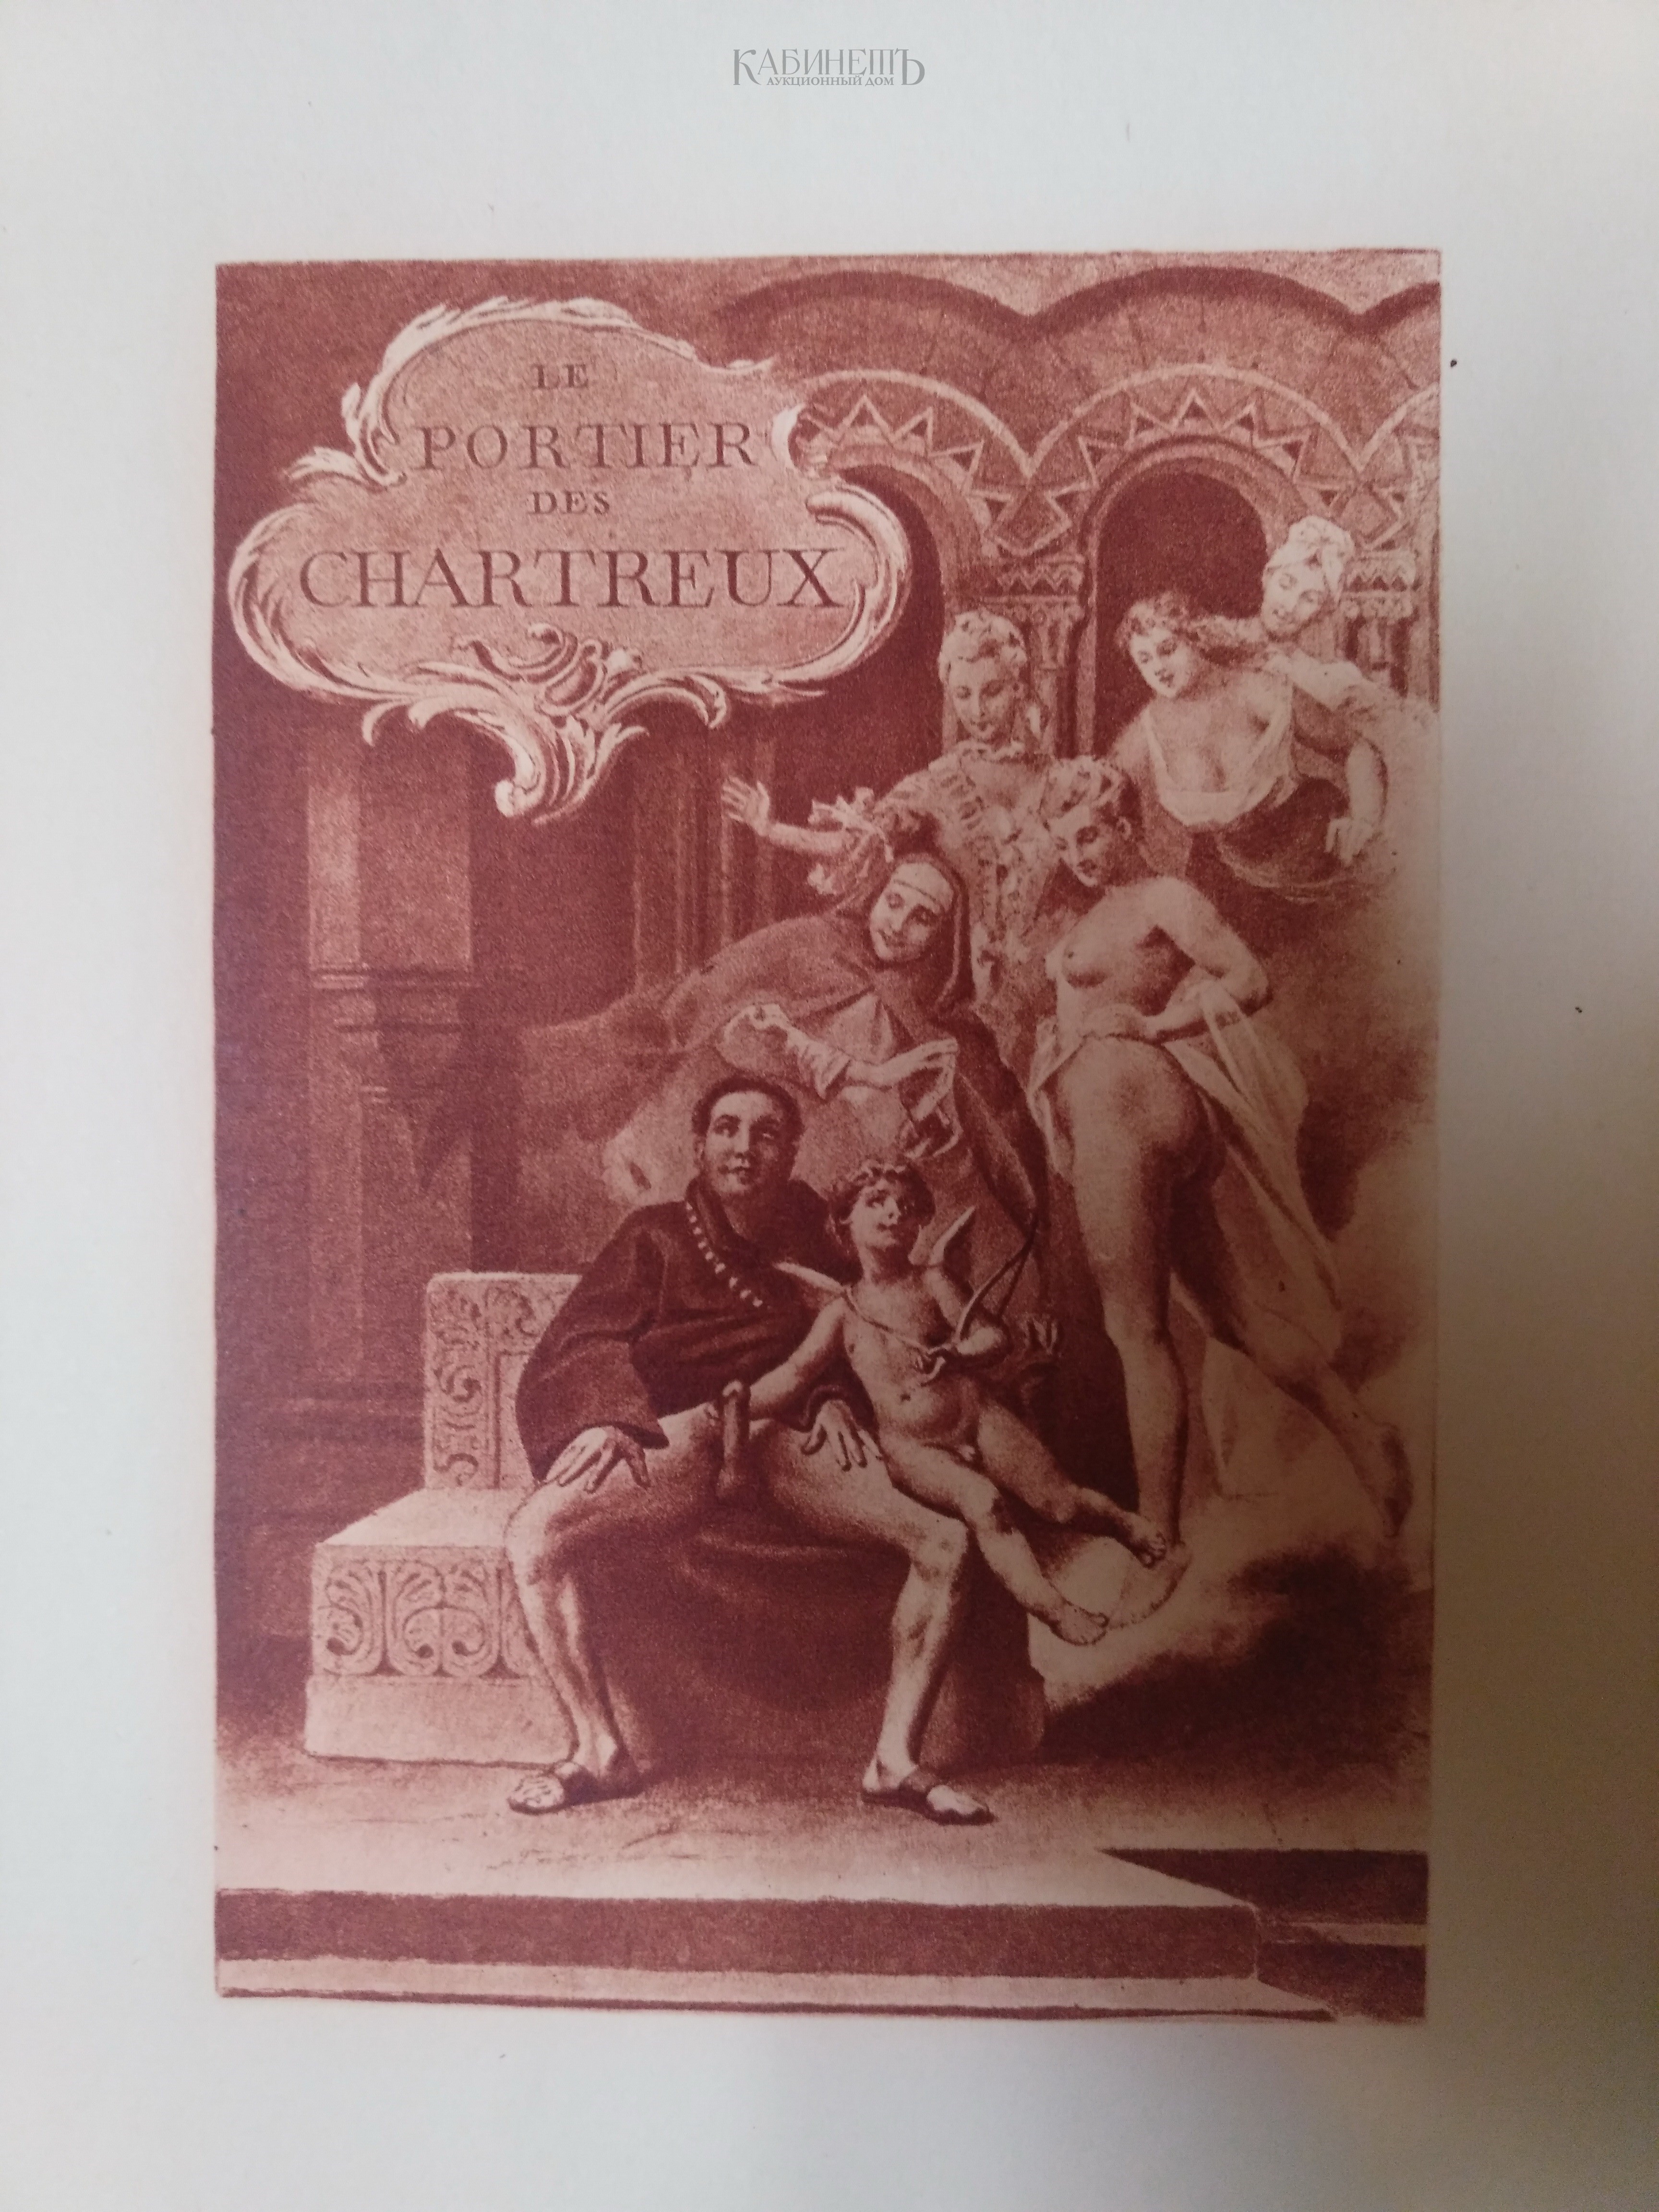 КАБИНЕТЪ
АУКЦИОННЫЙ ДОМ
LE
PORTIER
DES
CHARTREUX